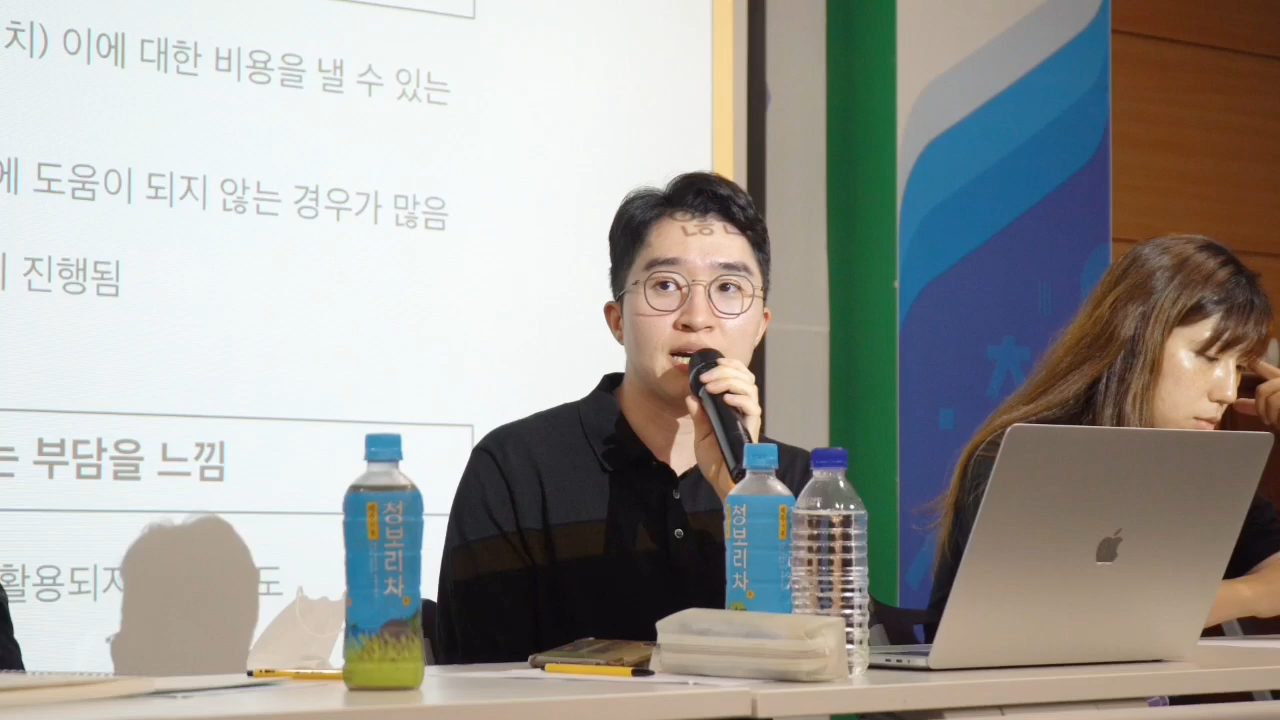 치) 이에 대한 비용을 낼 수 있는
에 도움이 되지 않는 경우가 많음
진행됨
는 부담을 느낌
활용되지
도
청보리차
청보리차